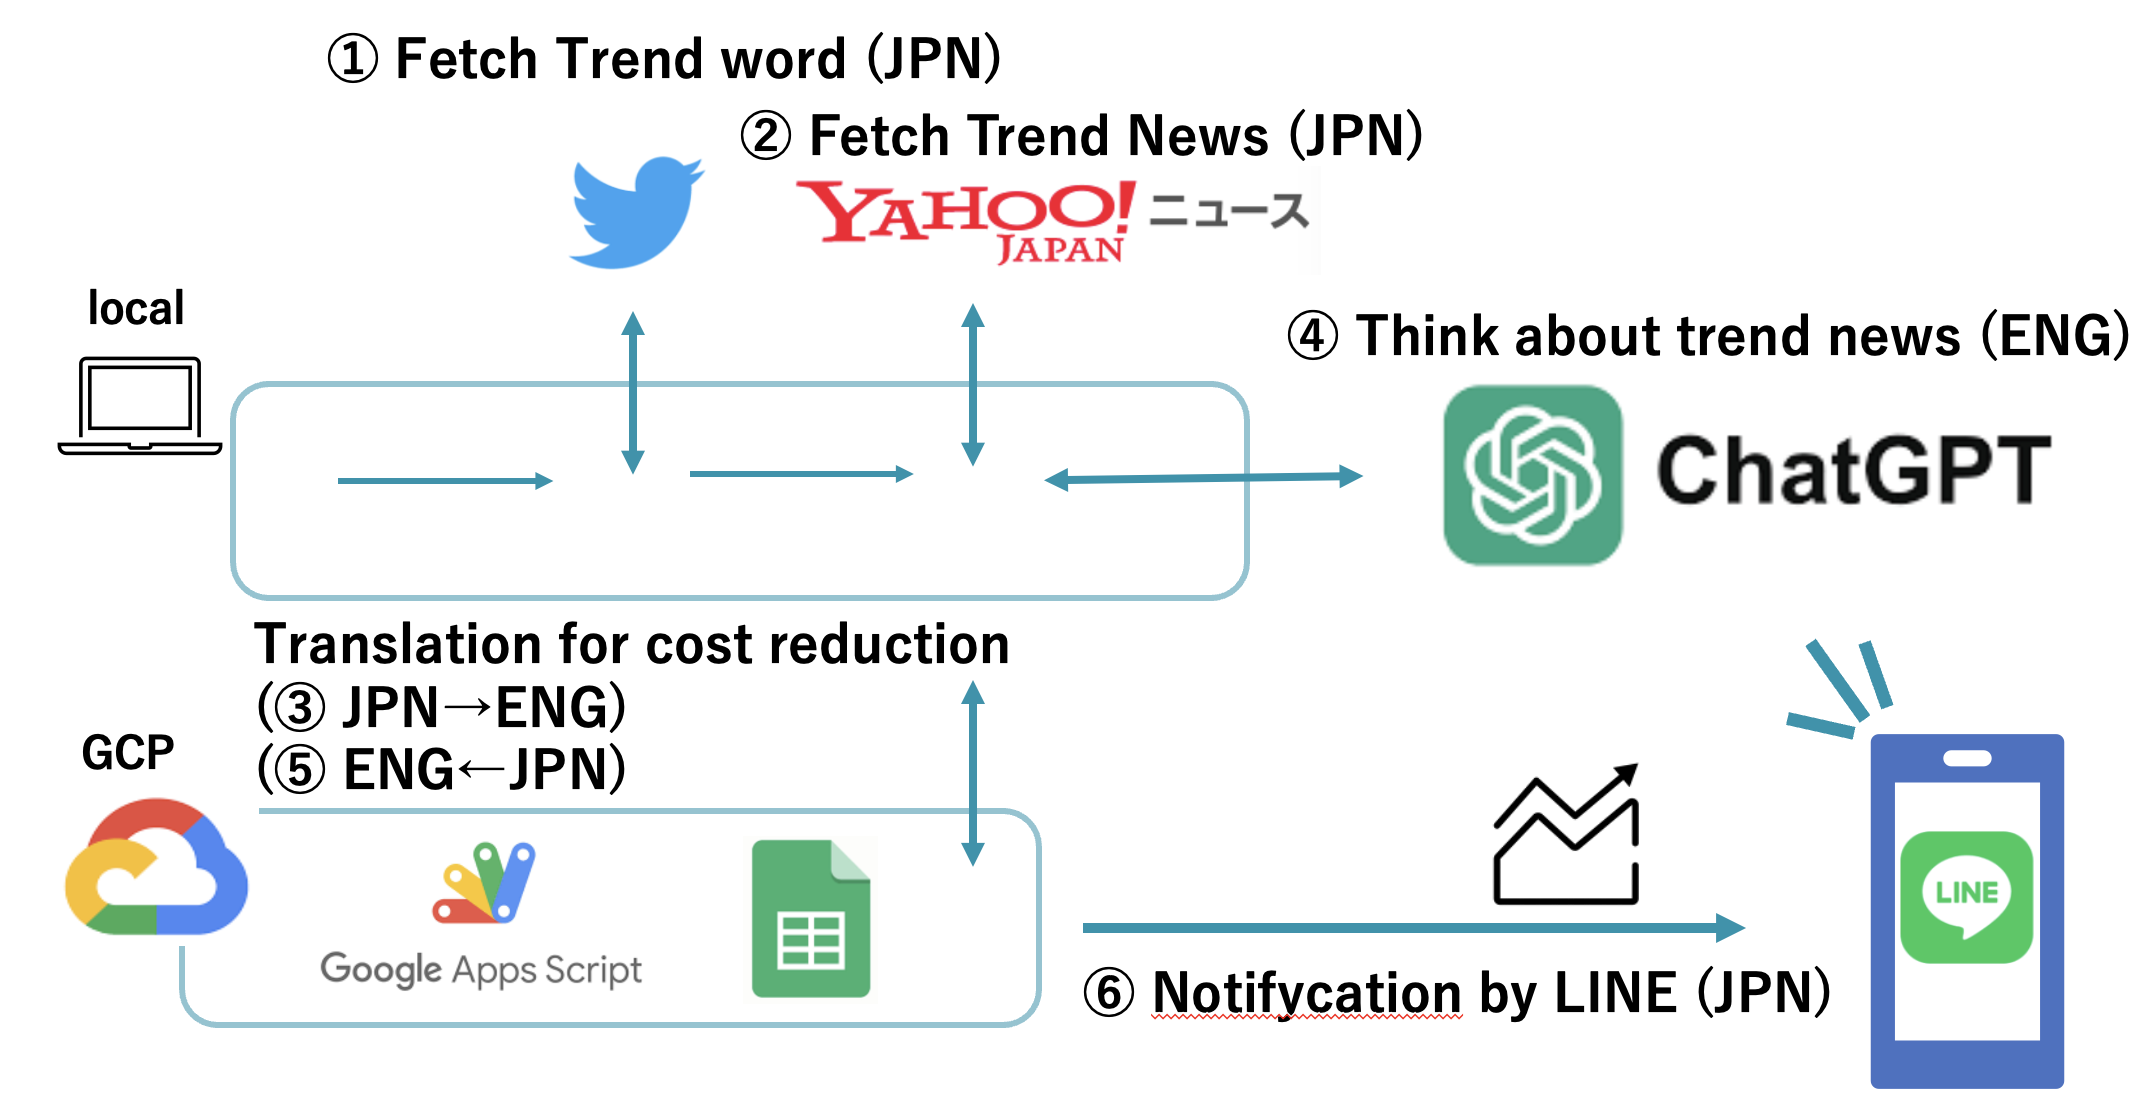 ① Fetch Trend word (JPN)
② Fetch Trend News (JPN)
YAHOO! ニュース
JAPAN
local
④ Think about trend news (ENG)
ChatGPT
Translation for cost reduction
(③ JPN→ENG)
(⑤ ENG←JPN)
GCP
Google Apps Script
LINE
⑥ Notifycation by LINE (JPN)